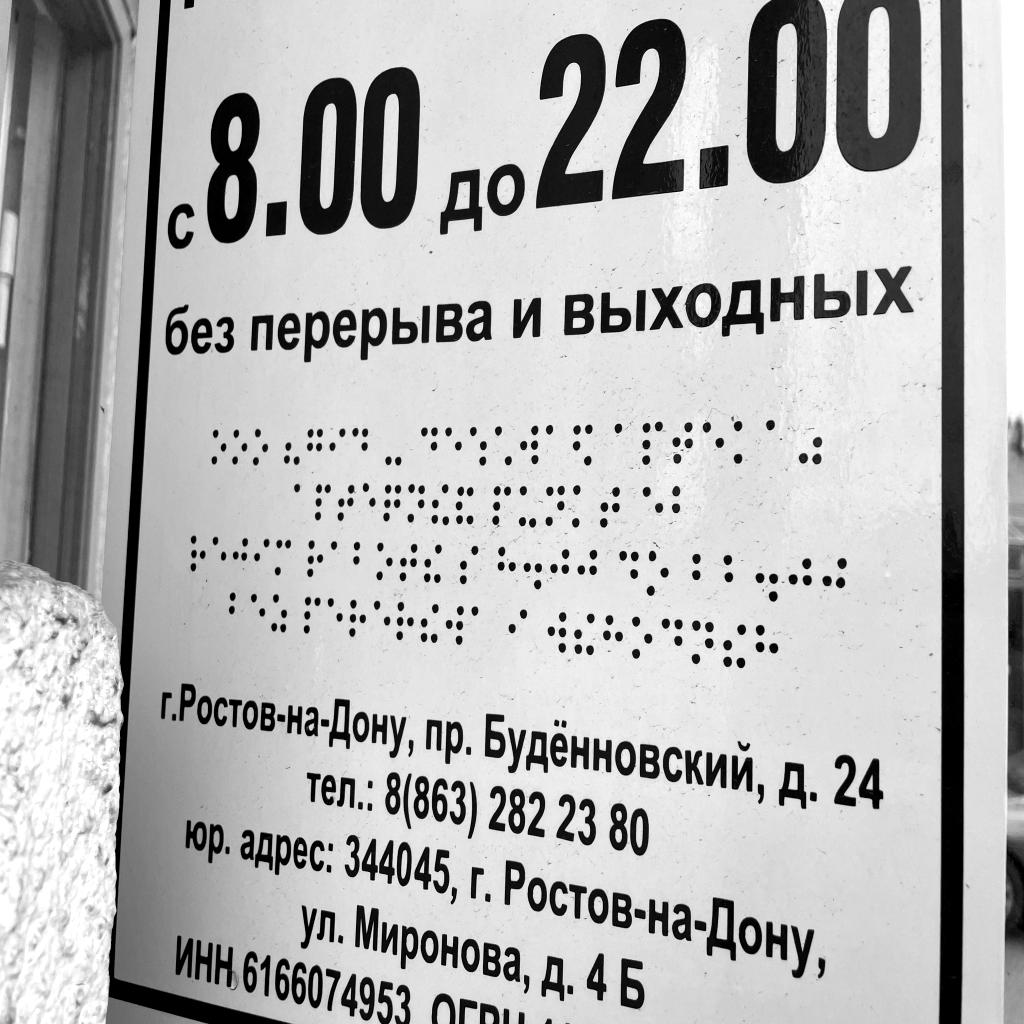 с 8.00 до 22.00
без перерыва и выходных
г.Ростов-на-Дону, пр. Будённовский, д. 24
тел.: 8(863) 282 23 80
юр. адрес: 344045, г. Ростов-на-Дону,
ул. Миронова, д. 4 Б
ИНН 6166074953 ОГРН